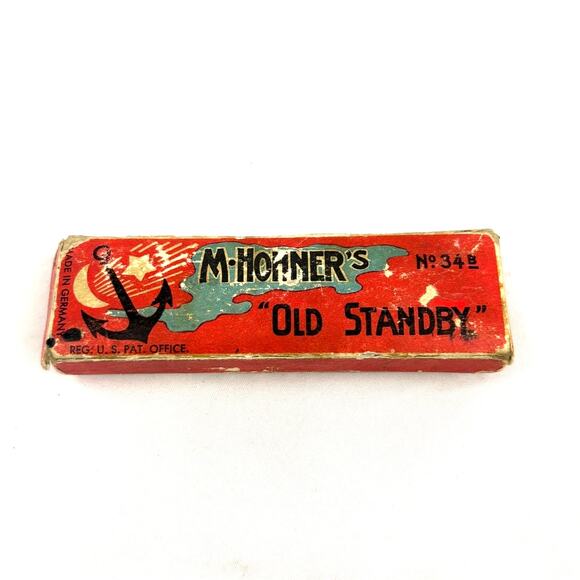 M·HOHNER'S
No. 34B
"OLD STANDBY"
MADE IN GERMANY
REG. U. S. PAT. OFFICE.